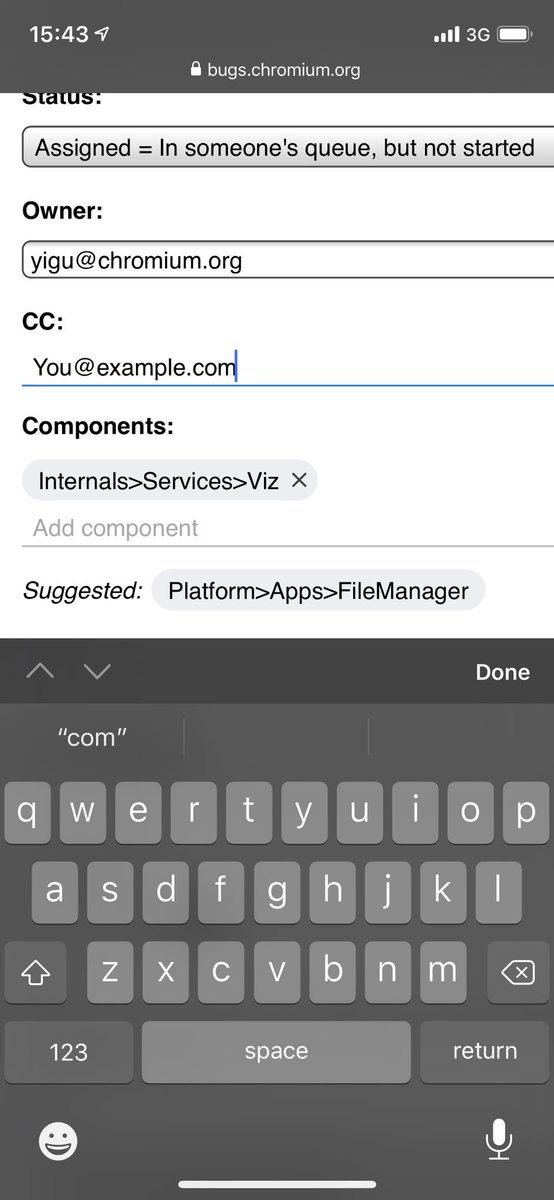 15:43
3G
bugs.chromium.org
Status:
Assigned = In someone's queue, but not started
Owner:
yigu@chromium.org
CC:
You@example.com
Components:
Internals>Services>Viz
Add component
Suggested: Platform>Apps>FileManager
Done
“com”
q w e r t y u i o p
a s d f g h j k l
z x c v b n m
123 space return